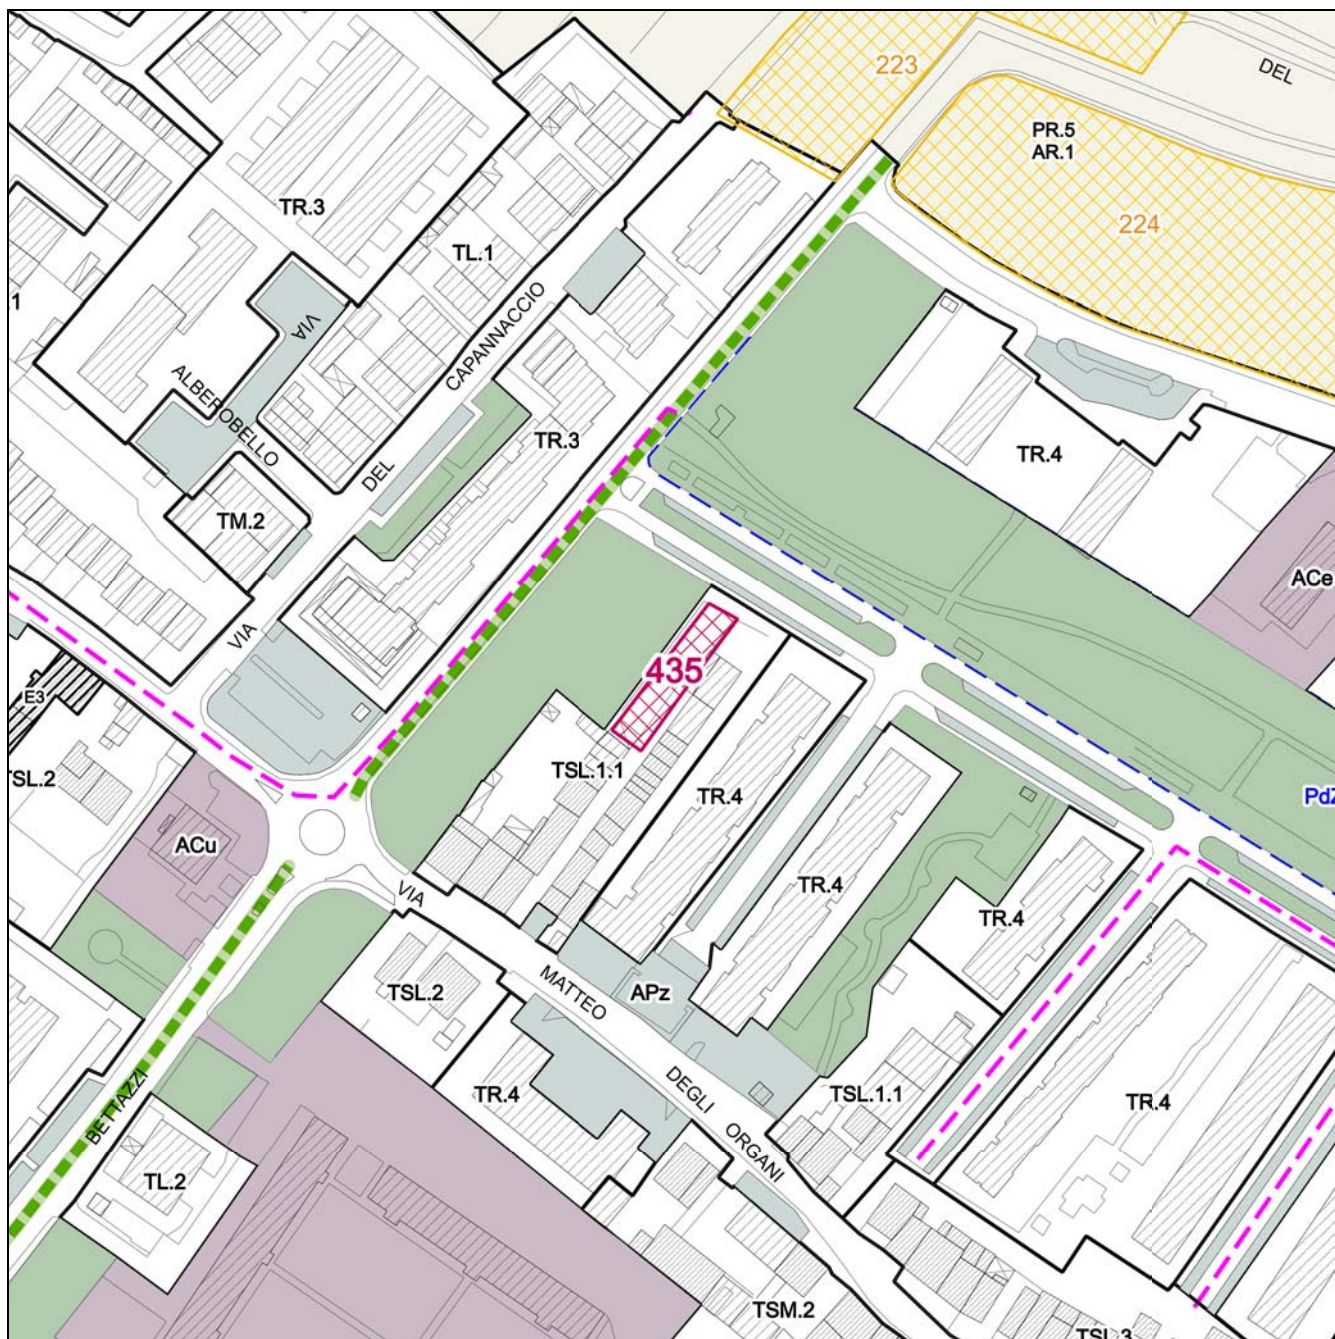 223
DEL
PR.5
AR.1
224
TR.3
TL.1
1
VIA
CAPANNACCIO
ALBEROBELLO
DEL
TR.3
TR.4
TM.2
ACe
VIA
435
E3
TSL.2
TSL.1.1
TR.4
PdZ
ACu
TR.4
VIA
TR.4
MATTEO
APz
TSL.2
DEGLI
TR.4
TSL.1.1
TR.4
BETTAZZI
ORGANI
TL.2
TSM.2
TSL.3